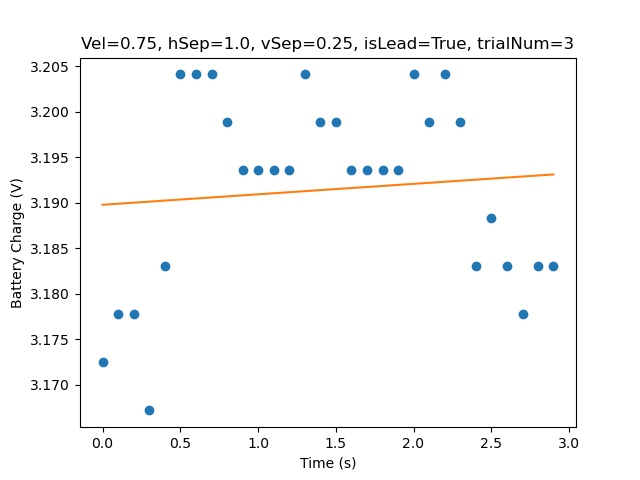 Vel=0.75, hSep=1.0, vSep=0.25, isLead=True, trialNum=3
3.205
3.200
3.195
3.190
3.185
3.180
3.175
3.170
Battery Charge (V)
0.0 0.5 1.0 1.5 2.0 2.5 3.0
Time (s)